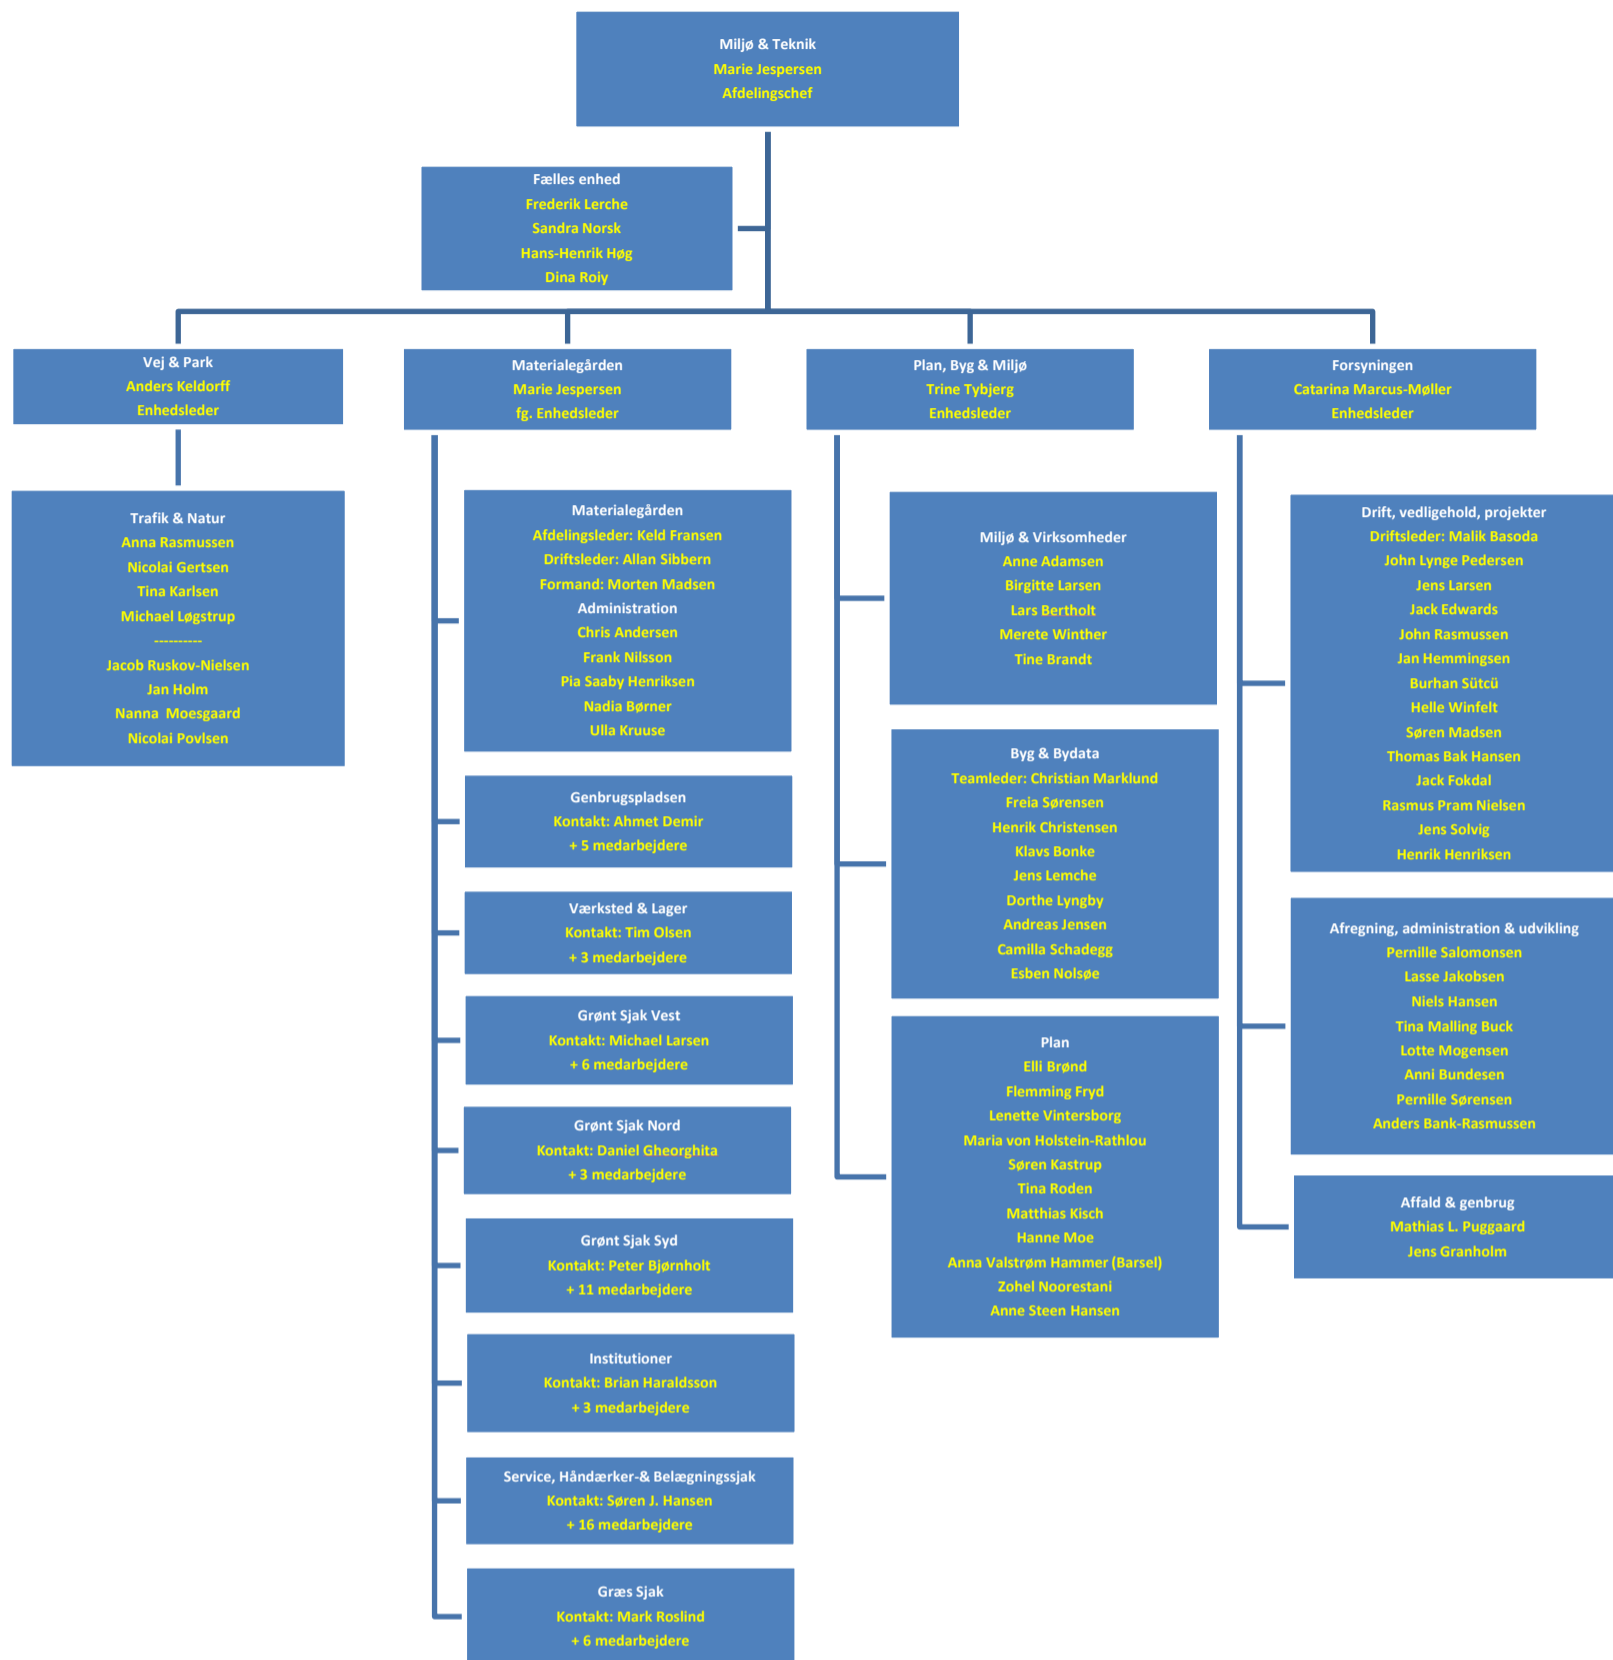 Miljø & Teknik
Marie Jespersen
Afdelingschef
Fælles enhed
Frederik Lerche
Sandra Norsk
Hans-Henrik Høg
Dina Roiy
Vej & Park
Anders Keldorff
Enhedsleder
Trafik & Natur
Anna Rasmussen
Nicolai Gertsen
Tina Karlsen
Michael Løgstrup
----------
Jacob Ruskov-Nielsen
Jan Holm
Nanna  Moesgaard
Nicolai Povlsen
Materialegården
Marie Jespersen
fg. Enhedsleder
Materialegården
Afdelingsleder: Keld Fransen
Driftsleder: Allan Sibbern
Formand: Morten Madsen
Administration
Chris Andersen
Frank Nilsson
Pia Saaby Henriksen
Nadia Børner
Ulla Kruuse
Genbrugspladsen
Kontakt: Ahmet Demir
+ 5 medarbejdere
Værksted & Lager
Kontakt: Tim Olsen
+ 3 medarbejdere
Grønt Sjak Vest
Kontakt: Michael Larsen
+ 6 medarbejdere
Grønt Sjak Nord
Kontakt: Daniel Gheorghita
+ 3 medarbejdere
Grønt Sjak Syd
Kontakt: Peter Bjørnholt
+ 11 medarbejdere
Institutioner
Kontakt: Brian Haraldsson
+ 3 medarbejdere
Service, Håndærker-& Belægningssjak
Kontakt: Søren J. Hansen
+ 16 medarbejdere
Græs Sjak
Kontakt: Mark Roslind
+ 6 medarbejdere
Plan, Byg & Miljø
Trine Tybjerg
Enhedsleder
Miljø & Virksomheder
Anne Adamsen
Birgitte Larsen
Lars Bertholt
Merete Winther
Tine Brandt
Byg & Bydata
Teamleder: Christian Marklund
Freia Sørensen
Henrik Christensen
Klavs Bonke
Jens Lemche
Dorthe Lyngby
Andreas Jensen
Camilla Schadegg
Esben Nolsøe
Plan
Elli Brønd
Flemming Fryd
Lenette Vintersborg
Maria von Holstein-Rathlou
Søren Kastrup
Tina Roden
Matthias Kisch
Hanne Moe
Anna Valstrøm Hammer (Barsel)
Zohel Noorestani
Anne Steen Hansen
Forsyningen
Catarina Marcus-Møller
Enhedsleder
Drift, vedligehold, projekter
Driftsleder: Malik Basoda
John Lynge Pedersen
Jens Larsen
Jack Edwards
John Rasmussen
Jan Hemmingsen
Burhan Sütcü
Helle Winfelt
Søren Madsen
Thomas Bak Hansen
Jack Fokdal
Rasmus Pram Nielsen
Jens Solvig
Henrik Henriksen
Afregning, administration & udvikling
Pernille Salomonsen
Lasse Jakobsen
Niels Hansen
Tina Malling Buck
Lotte Mogensen
Anni Bundesen
Pernille Sørensen
Anders Bank-Rasmussen
Affald & genbrug
Mathias L. Puggaard
Jens Granholm